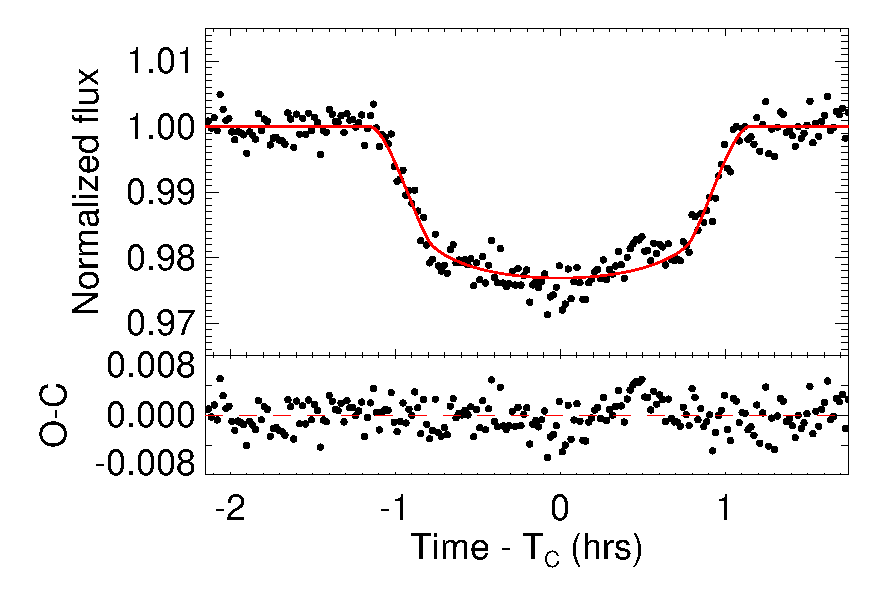 1.01
1.00
0.99
0.98
0.97
Normalized flux
0.008
0.000
-0.008
O-C
-2 -1 0 1
Time - T_C (hrs)